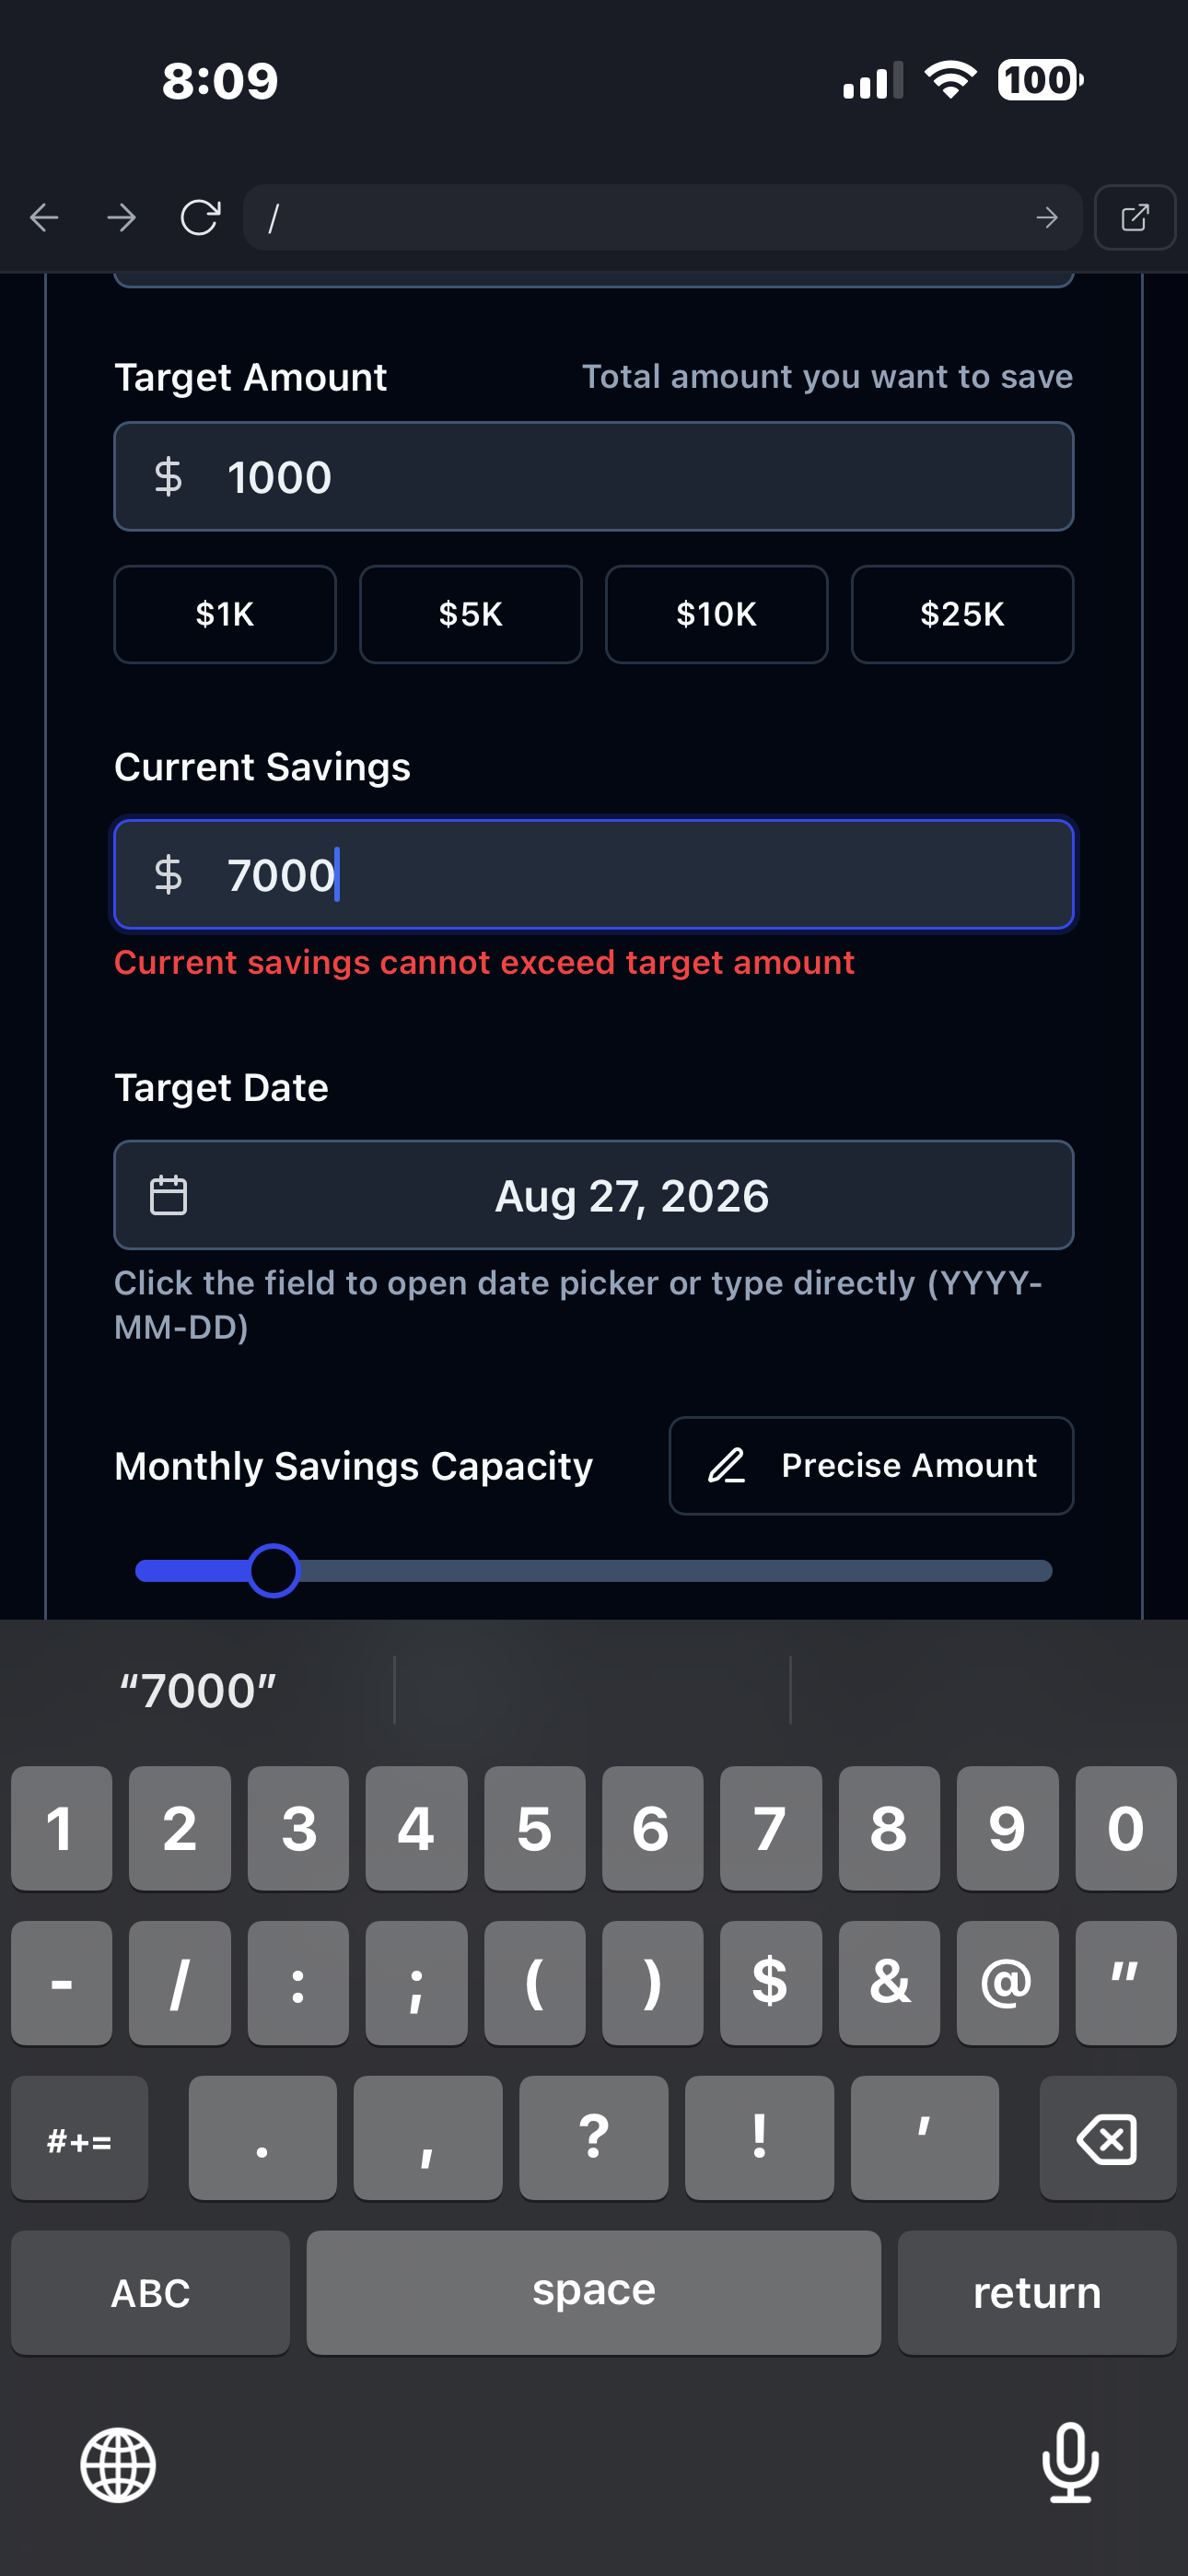 8:09
100
/
Target Amount
Total amount you want to save
$ 1000
$1K $5K $10K $25K
Current Savings
$ 7000
Current savings cannot exceed target amount
Target Date
Aug 27, 2026
Click the field to open date picker or type directly (YYYY-
MM-DD)
Monthly Savings Capacity
Precise Amount
“7000”
1 2 3 4 5 6 7 8 9 0
- / : ; ( ) $ & @ "
#+= . , ? ! '
ABC space return